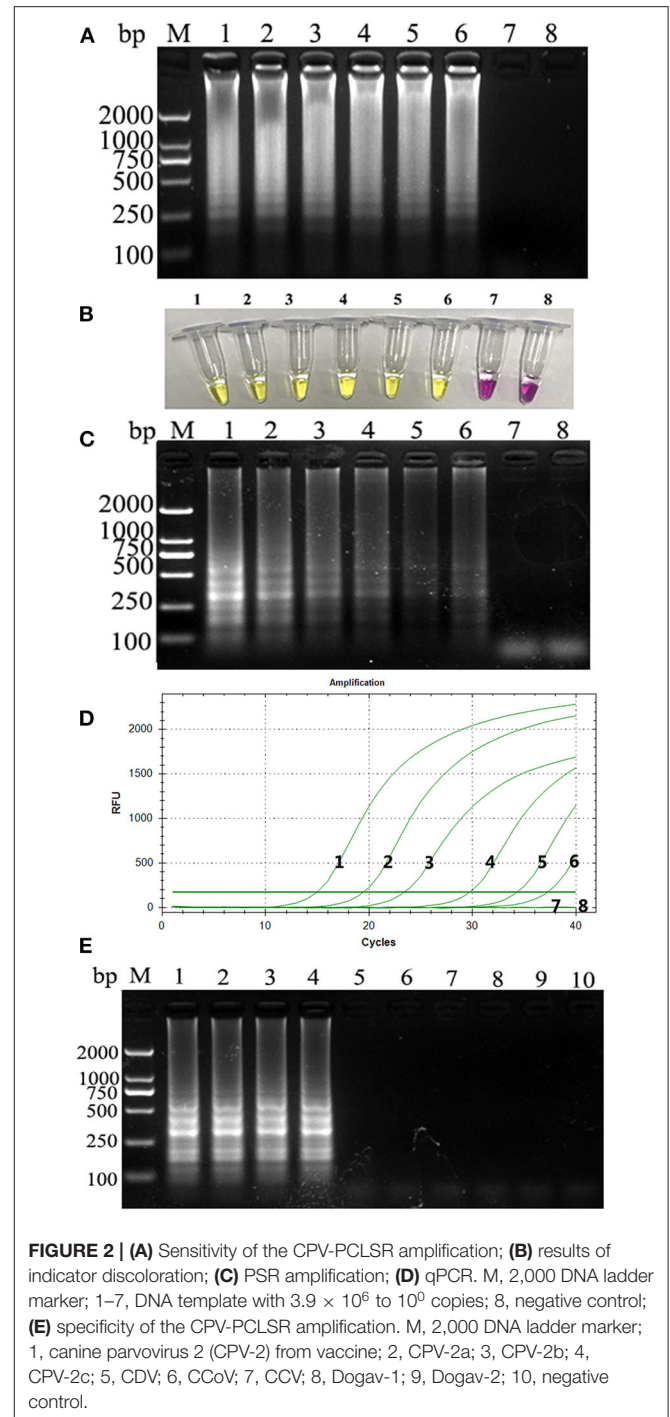 A
bp M 1 2 3 4 5 6 7 8
2000
1000
750
500
250
100
B
1 2 3 4 5 6 7 8
C
bp M 1 2 3 4 5 6 7 8
2000
1000
750
500
250
100
Amplification
D
RFU
2000
1500
1000
500
0
1 2 3 4 5 6
7 8
0 10 20 30 40
Cycles
E
bp M 1 2 3 4 5 6 7 8 9 10
2000
1000
750
500
250
100
FIGURE 2 | (A) Sensitivity of the CPV-PCLSR amplification; (B) results of
indicator discoloration; (C) PSR amplification; (D) qPCR. M, 2,000 DNA ladder
marker; 1–7, DNA template with 3.9 × 10⁶ to 10⁰ copies; 8, negative control;
(E) specificity of the CPV-PCLSR amplification. M, 2,000 DNA ladder marker;
1, canine parvovirus 2 (CPV-2) from vaccine; 2, CPV-2a; 3, CPV-2b; 4,
CPV-2c; 5, CDV; 6, CCoV; 7, CCV; 8, Dogav-1; 9, Dogav-2; 10, negative
control.